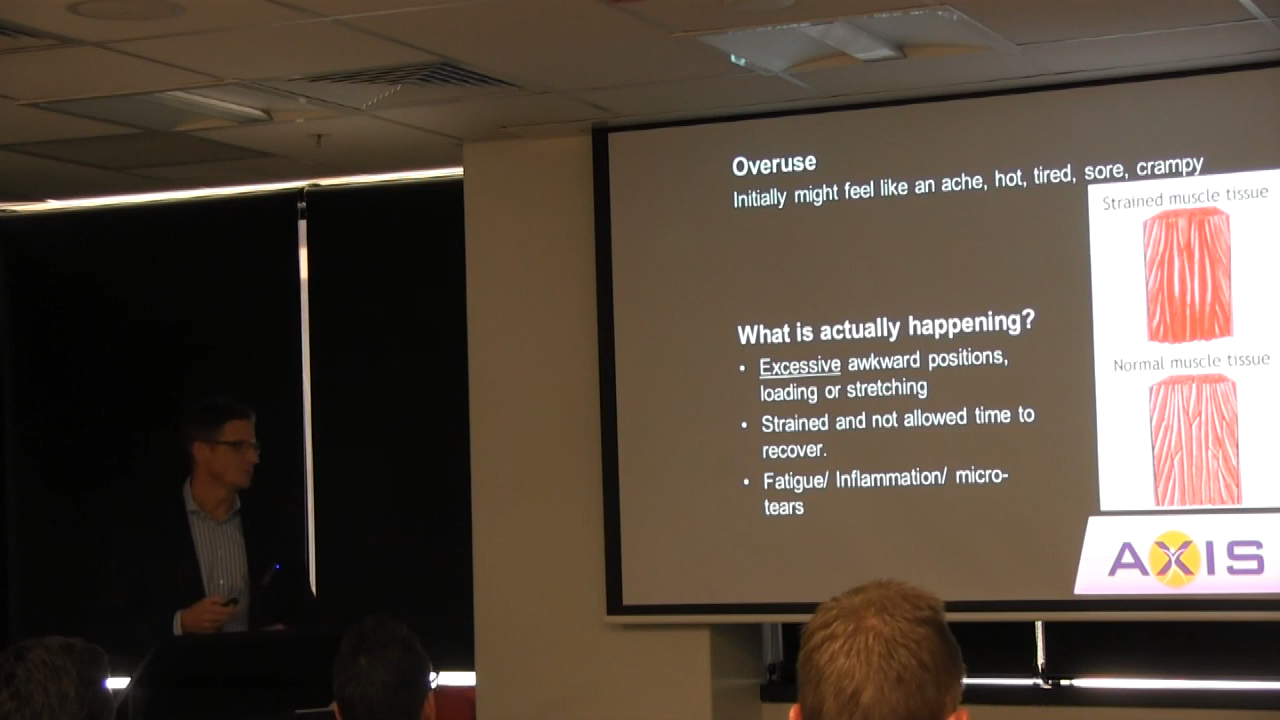 Overuse
Initially might feel like an ache, hot, tired, sore, crampy
Strained muscle tissue
What is actually happening?
• Excessive awkward positions,
loading or stretching
• Strained and not allowed time to
recover.
• Fatigue/ Inflammation/ micro-
tears
Normal muscle tissue
AXIS